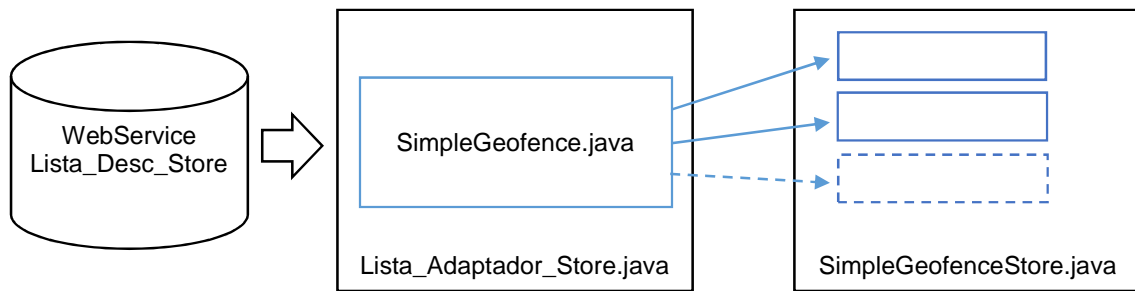 WebService
Lista_Desc_Store
SimpleGeofence.java
Lista_Adaptador_Store.java
SimpleGeofenceStore.java